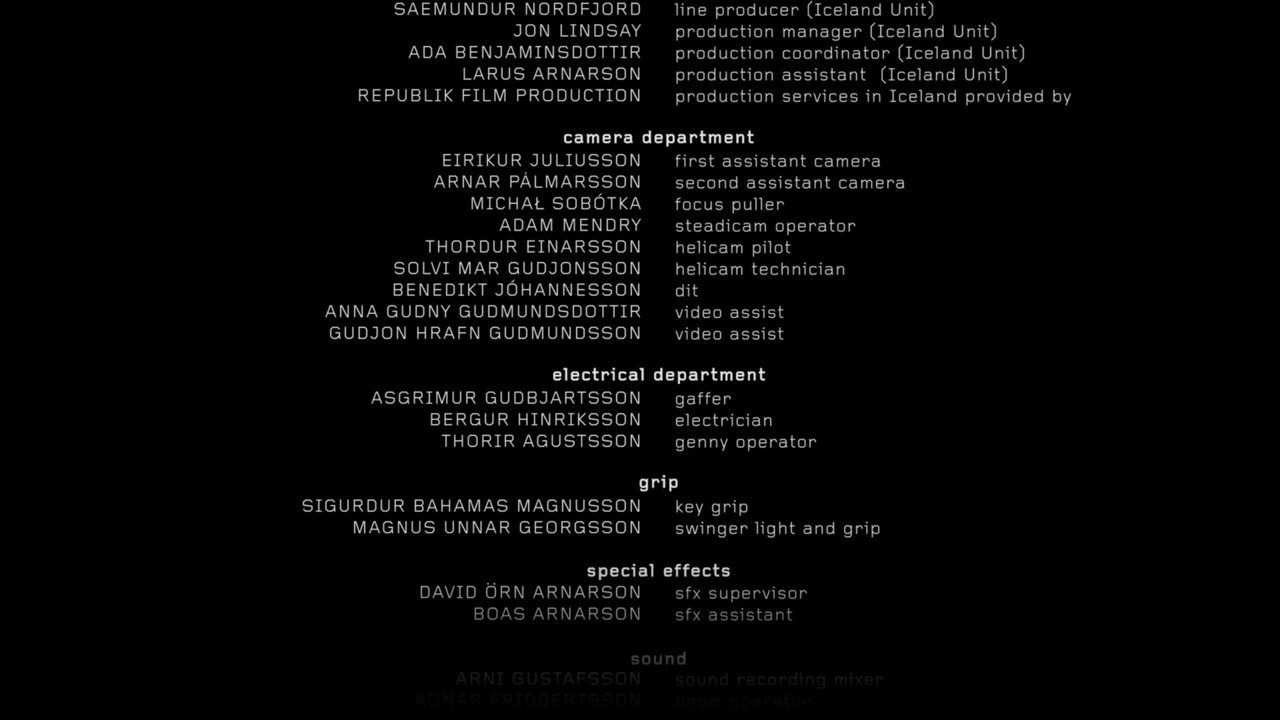 SAEMUNDUR NORDFJORD line producer (Iceland Unit)
JON LINDSAY production manager (Iceland Unit)
ADA BENJAMINSDOTTIR production coordinator (Iceland Unit)
LARUS ARNARSON production assistant (Iceland Unit)
REPUBLIK FILM PRODUCTION production services in Iceland provided by
camera department
EIRIKUR JULIUSSON first assistant camera
ARNAR PÁLMARSSON second assistant camera
MICHAŁ SOBÓTKA focus puller
ADAM MENDRY steadicam operator
THORDUR EINARSSON helicam pilot
SOLVI MAR GUDJONSSON helicam technician
BENEDIKT JÓHANNESSON dit
ANNA GUDNY GUDMUNDSDOTTIR video assist
GUDJON HRAFN GUDMUNDSSON video assist
electrical department
ASGRIMUR GUDBJARTSSON gaffer
BERGUR HINRIKSSON electrician
THORIR AGUSTSSON genny operator
grip
SIGURDUR BAHAMAS MAGNUSSON key grip
MAGNUS UNNAR GEORGSSON swinger light and grip
special effects
DAVID ÖRN ARNARSON sfx supervisor
BOAS ARNARSON sfx assistant
sound
ARNI GUSTAFSSON sound recording mixer
AGNAR FRIDBERTSSON boom operator